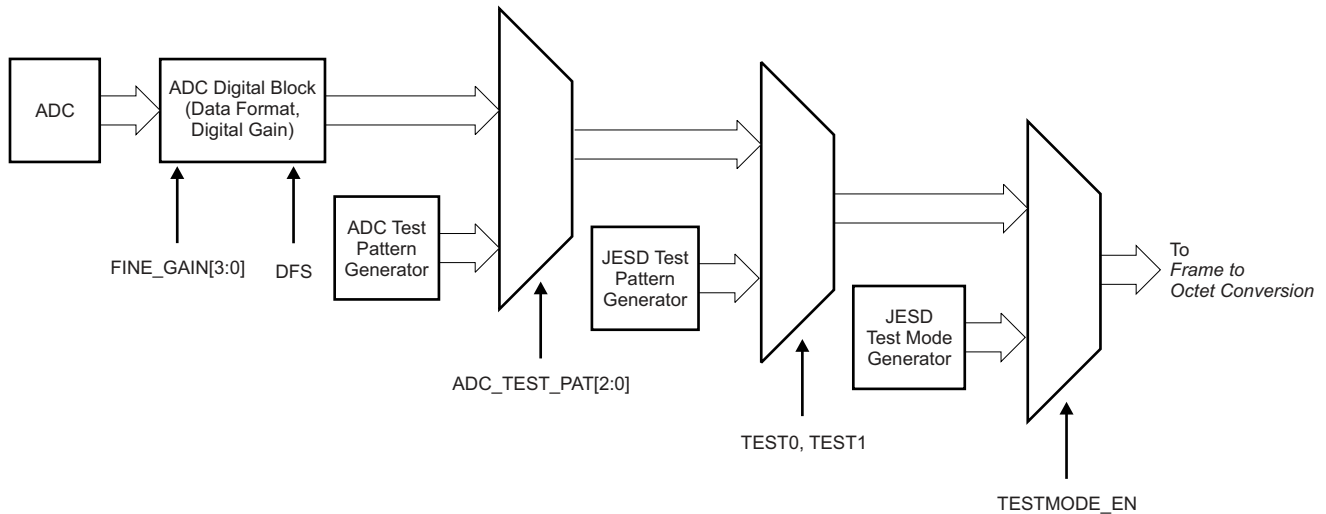 ADC
ADC Digital Block
(Data Format,
Digital Gain)
FINE_GAIN[3:0]
DFS
ADC Test
Pattern
Generator
ADC_TEST_PAT[2:0]
JESD Test
Pattern
Generator
TEST0, TEST1
JESD
Test Mode
Generator
TESTMODE_EN
To
Frame to
Octet Conversion